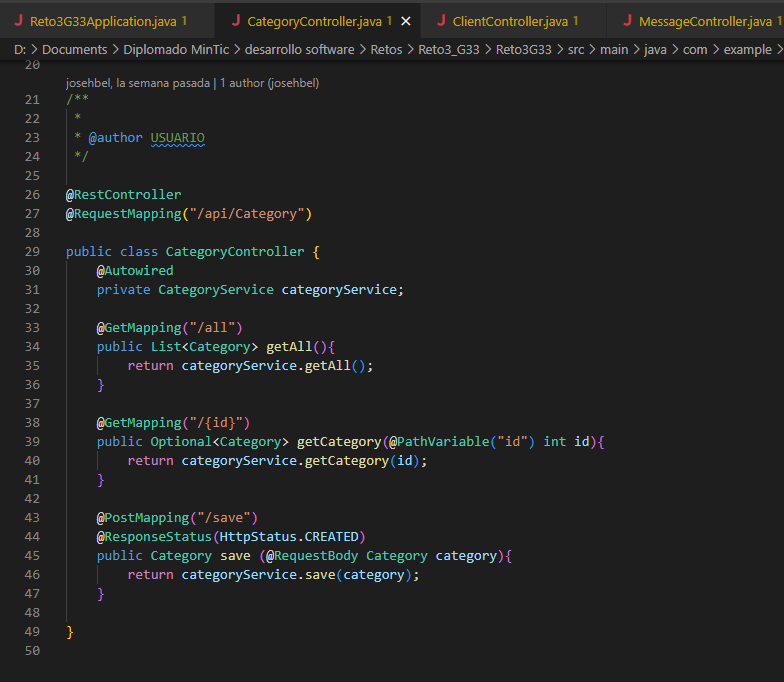 Reto3G33Application.java 1 CategoryController.java 1 ClientController.java 1 MessageController.java 1
D: > Documents > Diplomado MinTic > desarrollo software > Retos > Reto3_G33 > Reto3G33 > src > main > java > com > example >
20
josehbel, la semana pasada | 1 author (josehbel)
21 /**
22  *
23  * @author USUARIO
24  */
25
26 @RestController
27 @RequestMapping("/api/Category")
28
29 public class CategoryController {
30     @Autowired
31     private CategoryService categoryService;
32
33     @GetMapping("/all")
34     public List<Category> getAll(){
35         return categoryService.getAll();
36     }
37
38     @GetMapping("/{id}")
39     public Optional<Category> getCategory(@PathVariable("id") int id){
40         return categoryService.getCategory(id);
41     }
42
43     @PostMapping("/save")
44     @ResponseStatus(HttpStatus.CREATED)
45     public Category save (@RequestBody Category category){
46         return categoryService.save(category);
47     }
48
49 }
50